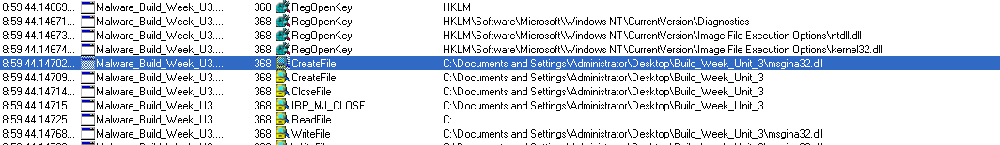 8:59:44.14669... Malware_Build_Week_U3.... 368 RegOpenKey HKLM
8:59:44.14671... Malware_Build_Week_U3.... 368 RegOpenKey HKLM\Software\Microsoft\Windows NT\CurrentVersion\Diagnostics
8:59:44.14673... Malware_Build_Week_U3.... 368 RegOpenKey HKLM\Software\Microsoft\Windows NT\CurrentVersion\Image File Execution Options\ntdll.dll
8:59:44.14674... Malware_Build_Week_U3.... 368 RegOpenKey HKLM\Software\Microsoft\Windows NT\CurrentVersion\Image File Execution Options\kernel32.dll
8:59:44.14702... Malware_Build_Week_U3.... 368 CreateFile C:\Documents and Settings\Administrator\Desktop\Build_Week_Unit_3\msgina32.dll
8:59:44.14709... Malware_Build_Week_U3.... 368 CreateFile C:\Documents and Settings\Administrator\Desktop\Build_Week_Unit_3
8:59:44.14714... Malware_Build_Week_U3.... 368 CloseFile C:\Documents and Settings\Administrator\Desktop\Build_Week_Unit_3
8:59:44.14715... Malware_Build_Week_U3.... 368 IRP_MJ_CLOSE C:\Documents and Settings\Administrator\Desktop\Build_Week_Unit_3
8:59:44.14725... Malware_Build_Week_U3.... 368 ReadFile C:
8:59:44.14768... Malware_Build_Week_U3.... 368 WriteFile C:\Documents and Settings\Administrator\Desktop\Build_Week_Unit_3\msgina32.dll